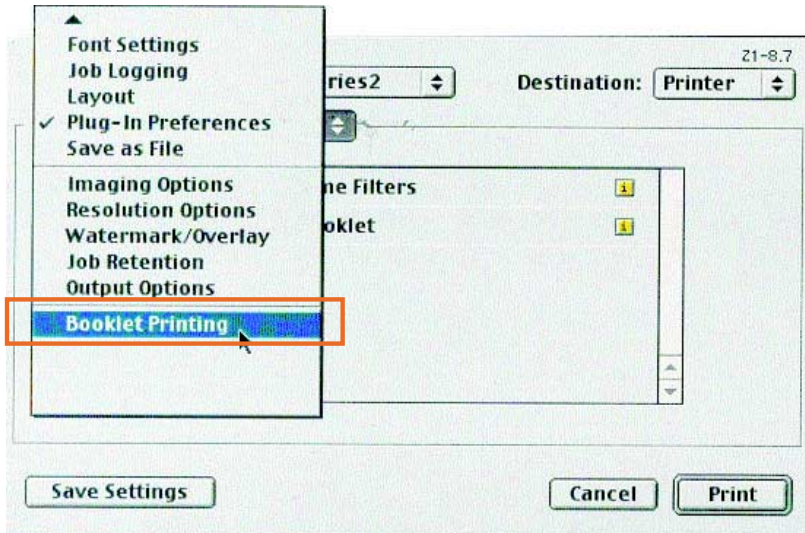 Z1-8.7
ries2
Destination: Printer
Font Settings
Job Logging
Layout
✓ Plug-In Preferences
Save as File
Imaging Options
Resolution Options
Watermark/Overlay
Job Retention
Output Options
Booklet Printing
ne Filters
oklet
Save Settings
Cancel
Print